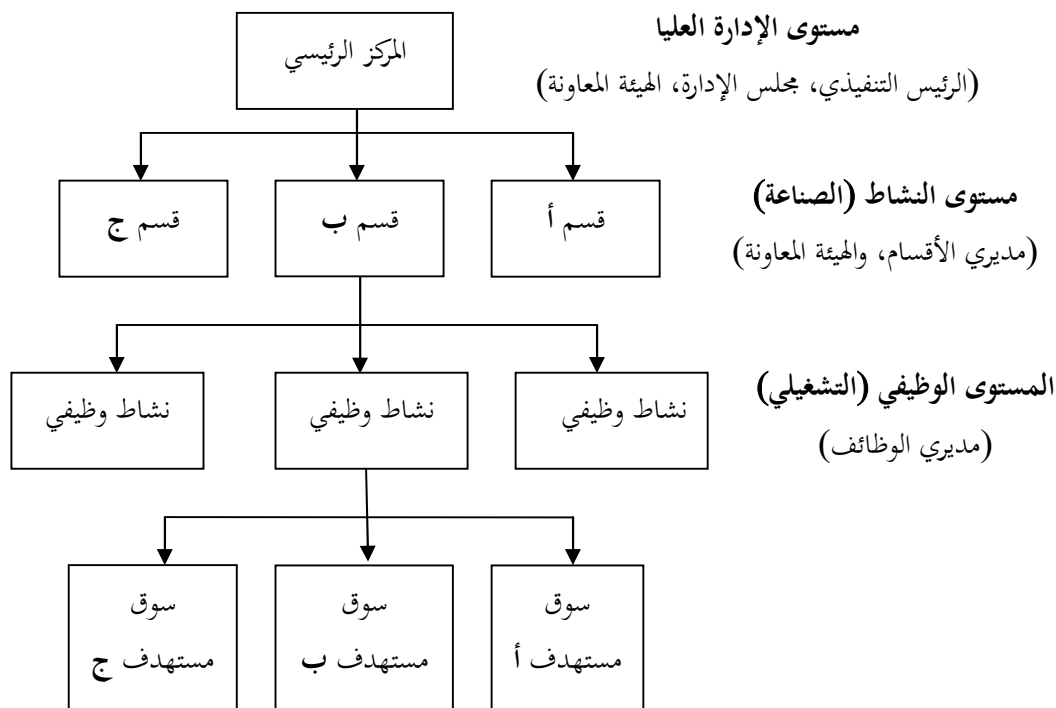 مستوى الإدارة العليا
المركز الرئيسي
(الرئيس التنفيذي، مجلس الإدارة، الهيئة المعاونة)
مستوى النشاط (الصناعة)
(مديري الأقسام، والهيئة المعاونة)
قسم أ
قسم ب
قسم ج
المستوى الوظيفي (التشغيلي)
(مديري الوظائف)
نشاط وظيفي
نشاط وظيفي
نشاط وظيفي
سوق
مستهدف أ
سوق
مستهدف ب
سوق
مستهدف ج